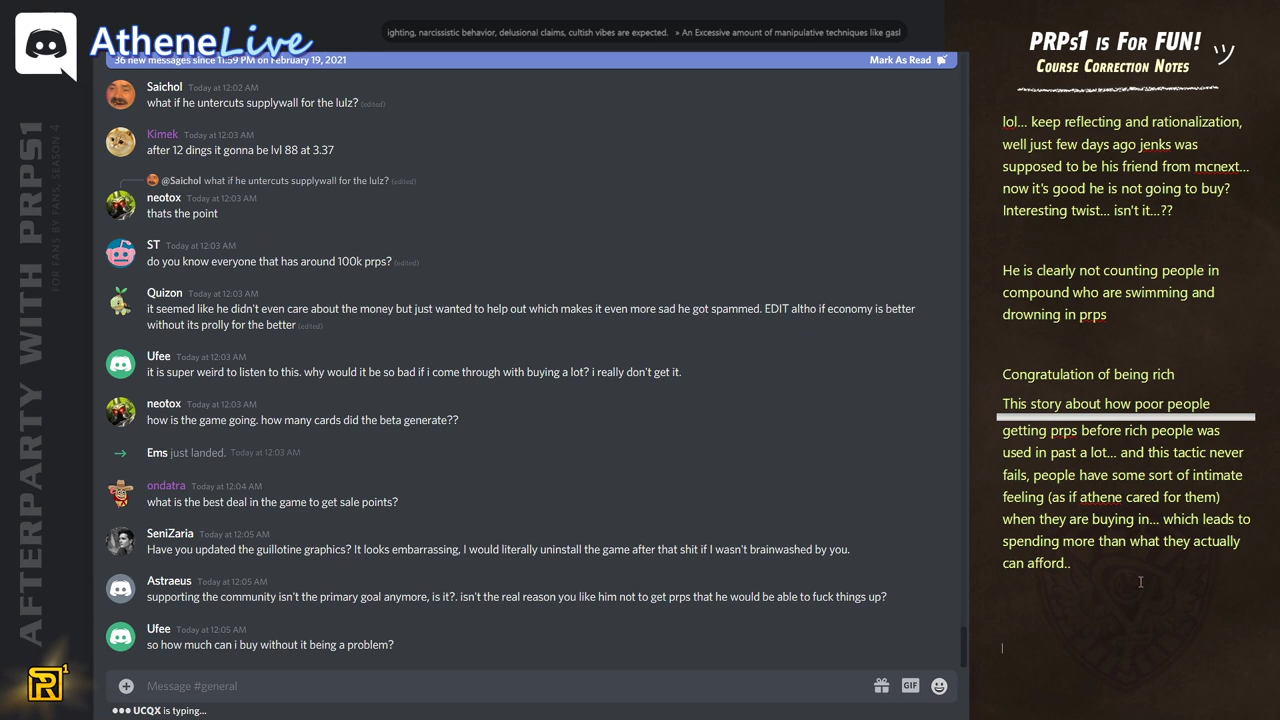 AtheneLive
ighting, narcissistic behavior, delusional claims, cultish vibes are expected.   » An Excessive amount of manipulative techniques like gasl
36 new messages since 11:59 PM on February 19, 2021
Mark As Read
Saichol Today at 12:02 AM
what if he untercuts supplywall for the lulz? (edited)
Kimek Today at 12:03 AM
after 12 dings it gonna be lvl 88 at 3.37
@Saichol what if he untercuts supplywall for the lulz? (edited)
neotox Today at 12:03 AM
thats the point
ST Today at 12:03 AM
do you know everyone that has around 100k prps? (edited)
Quizon Today at 12:03 AM
it seemed like he didn't even care about the money but just wanted to help out which makes it even more sad he got spammed. EDIT altho if economy is better
without its prolly for the better (edited)
Ufee Today at 12:03 AM
it is super weird to listen to this. why would it be so bad if i come through with buying a lot? i really don't get it.
neotox Today at 12:03 AM
how is the game going. how many cards did the beta generate??
Ems just landed. Today at 12:03 AM
ondatra Today at 12:04 AM
what is the best deal in the game to get sale points?
SeniZaria Today at 12:05 AM
Have you updated the guillotine graphics? It looks embarrassing, I would literally uninstall the game after that shit if I wasn't brainwashed by you.
Astraeus Today at 12:05 AM
supporting the community isn't the primary goal anymore, is it?. isn't the real reason you like him not to get prps that he would be able to fuck things up?
Ufee Today at 12:05 AM
so how much can i buy without it being a problem?
Message #general
GIF
UCQX is typing...
AFTERPARTY WITH PRPS1
FOR FANS BY FANS, SEASON 4
R1
PRPs1 is For FUN! ツ
Course Correction Notes
lol... keep reflecting and rationalization,
well just few days ago jenks was
supposed to be his friend from mcnext...
now it's good he is not going to buy?
Interesting twist... isn't it...??
He is clearly not counting people in
compound who are swimming and
drowning in prps
Congratulation of being rich
This story about how poor people
getting prps before rich people was
used in past a lot... and this tactic never
fails, people have some sort of intimate
feeling (as if athene cared for them)
when they are buying in... which leads to
spending more than what they actually
can afford..